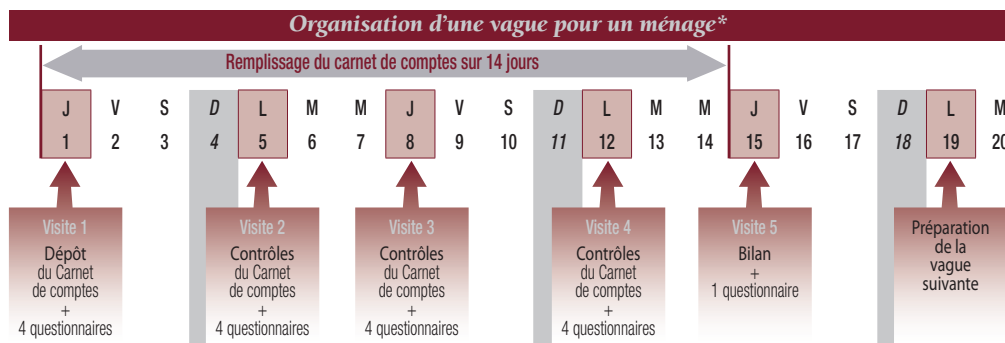 Organisation d'une vague pour un ménage*
Remplissage du carnet de comptes sur 14 jours
J V S D L M M J V S D L M M J V S D L M
1 2 3 4 5 6 7 8 9 10 11 12 13 14 15 16 17 18 19 20
Visite 1
Dépôt
du Carnet
de comptes
+
4 questionnaires
Visite 2
Contrôles
du Carnet
de comptes
+
4 questionnaires
Visite 3
Contrôles
du Carnet
de comptes
+
4 questionnaires
Visite 4
Contrôles
du Carnet
de comptes
+
4 questionnaires
Visite 5
Bilan
+
1 questionnaire
Préparation
de la
vague
suivante